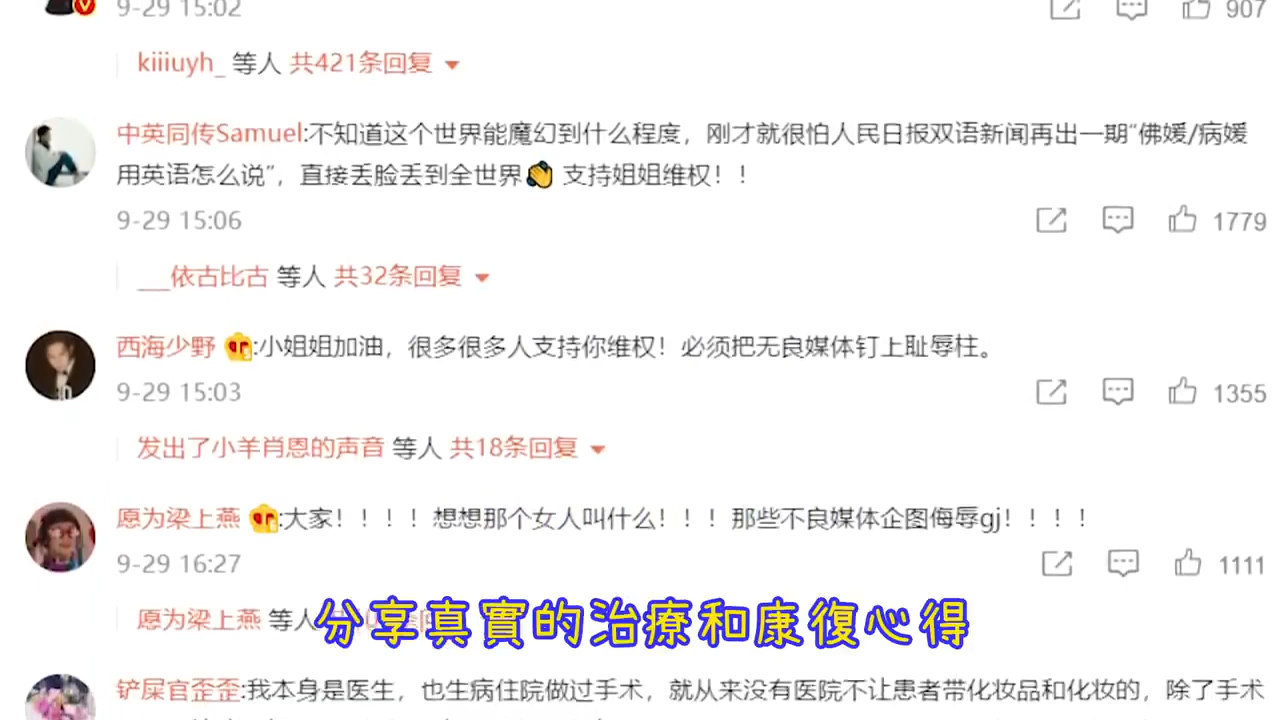 9-29 15:02
907
kiiiuyh_ 等人 共421条回复
中英同传Samuel:不知道这个世界能魔幻到什么程度，刚才就很怕人民日报双语新闻再出一期“佛媛/病媛
用英语怎么说”，直接丢脸丢到全世界 支持姐姐维权！！
9-29 15:06
1779
___依古比古 等人 共32条回复
西海少野 :小姐姐加油，很多很多人支持你维权！必须把无良媒体钉上耻辱柱。
9-29 15:03
1355
发出了小羊肖恩的声音 等人 共18条回复
愿为梁上燕 :大家！！！！想想那个女人叫什么！！！那些不良媒体企图侮辱gj！！！！
9-29 16:27
1111
愿为梁上燕 等人
分享真實的治療和康復心得
铲屎官歪歪:我本身是医生，也生病住院做过手术，就从来没有医院不让患者带化妆品和化妆的，除了手术